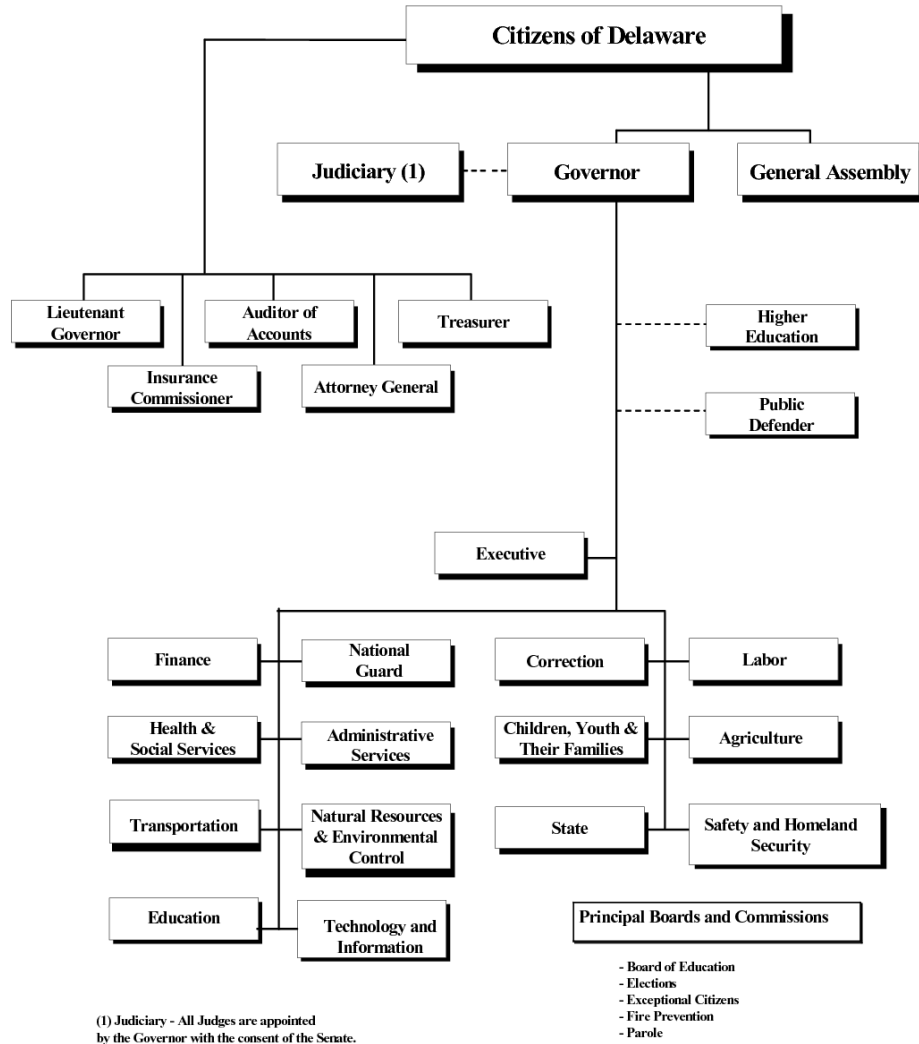 Citizens of Delaware
Judiciary (1)
Governor
General Assembly
Lieutenant
Governor
Auditor of
Accounts
Treasurer
Insurance
Commissioner
Attorney General
Higher
Education
Public
Defender
Executive
Finance
National
Guard
Correction
Labor
Health &
Social Services
Administrative
Services
Children, Youth &
Their Families
Agriculture
Transportation
Natural Resources
& Environmental
Control
State
Safety and Homeland
Security
Education
Technology and
Information
Principal Boards and Commissions
- Board of Education
- Elections
- Exceptional Citizens
- Fire Prevention
- Parole
(1) Judiciary - All Judges are appointed
by the Governor with the consent of the Senate.